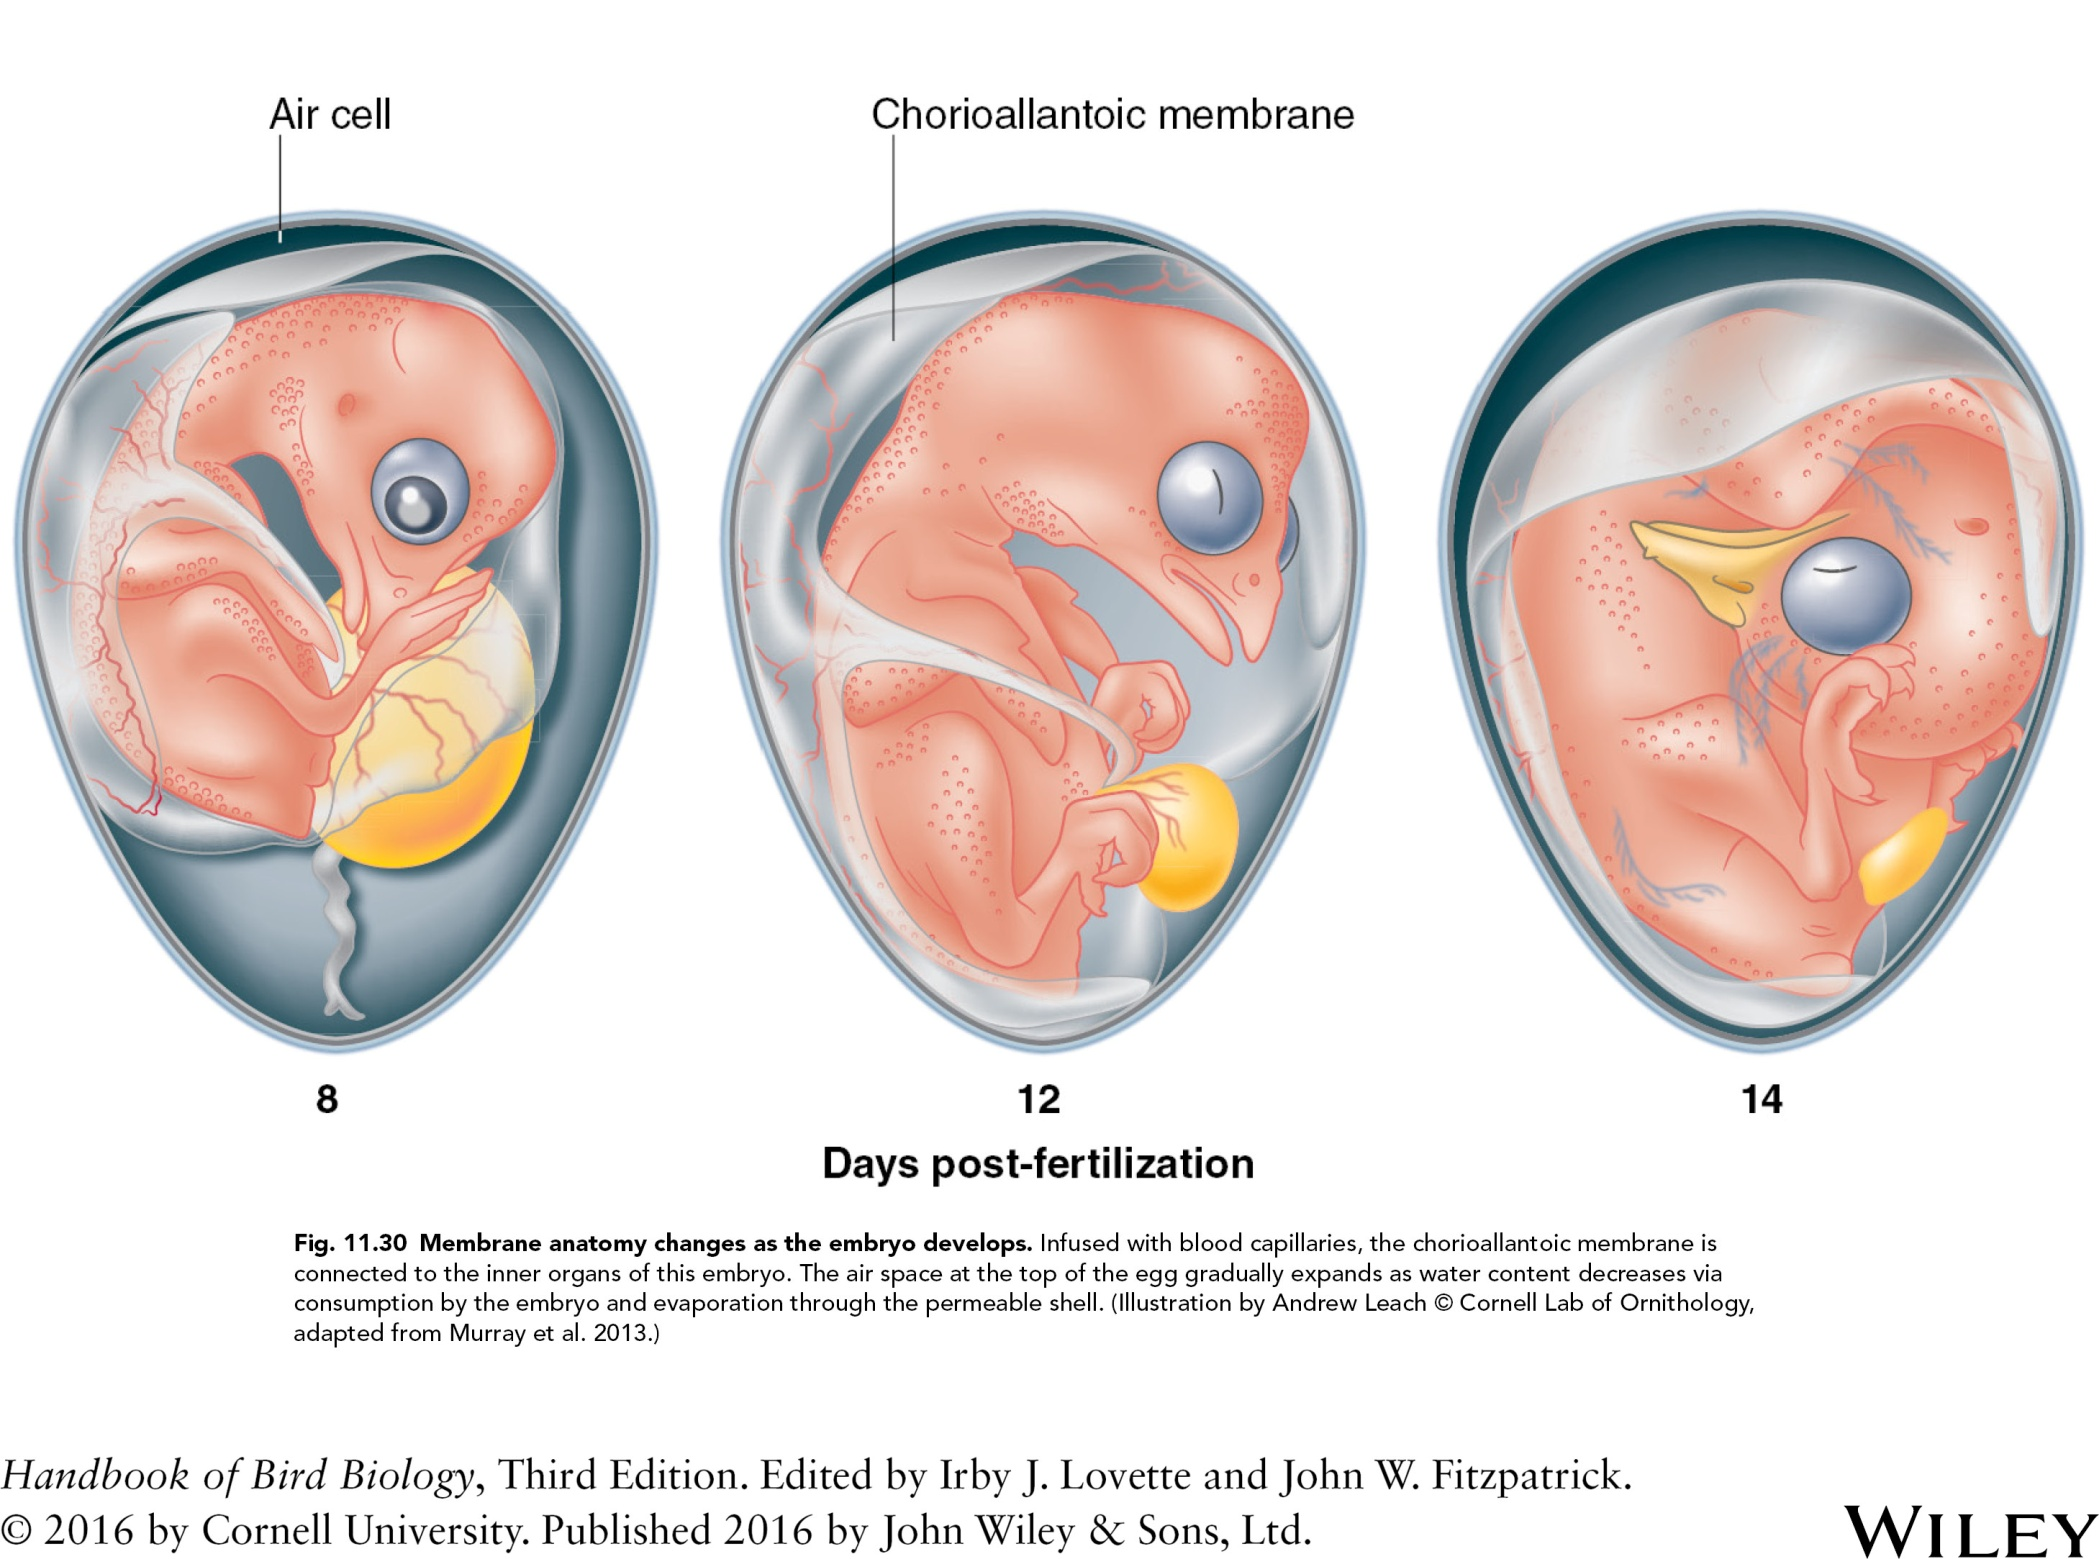 Air cell
Chorioallantoic membrane
8
12
14
Days post-fertilization
Fig. 11.30 Membrane anatomy changes as the embryo develops. Infused with blood capillaries, the chorioallantoic membrane is
connected to the inner organs of this embryo. The air space at the top of the egg gradually expands as water content decreases via
consumption by the embryo and evaporation through the permeable shell. (Illustration by Andrew Leach © Cornell Lab of Ornithology,
adapted from Murray et al. 2013.)
Handbook of Bird Biology, Third Edition. Edited by Irby J. Lovette and John W. Fitzpatrick.
© 2016 by Cornell University. Published 2016 by John Wiley & Sons, Ltd.
WILEY